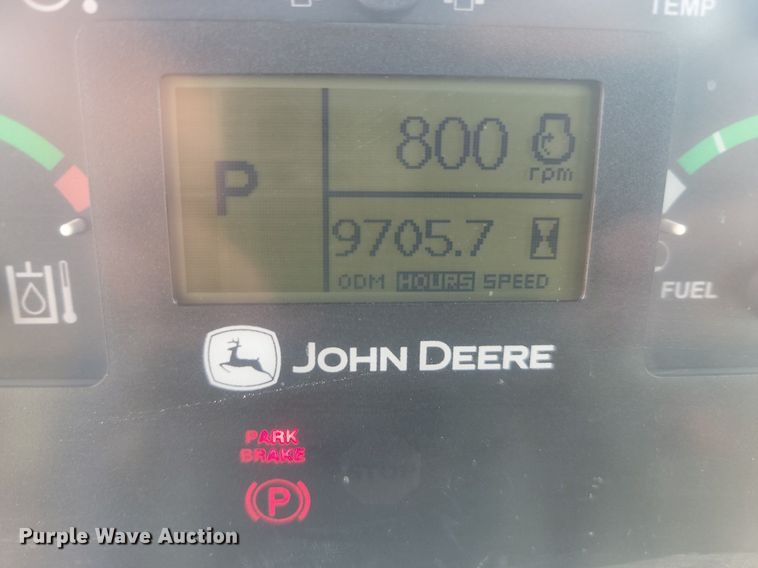 TEMP
P
800
rpm
9705.7
ODM HOURS SPEED
FUEL
JOHN DEERE
PARK
BRAKE
P
Purple Wave Auction